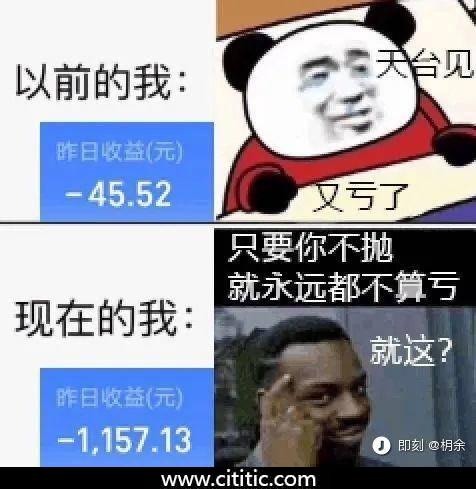 以前的我：
昨日收益(元)
-45.52
天台见
又亏了
现在的我：
昨日收益(元)
-1,157.13
只要你不抛
就永远都不算亏
就这？
即刻 @枂余
www.cititic.com